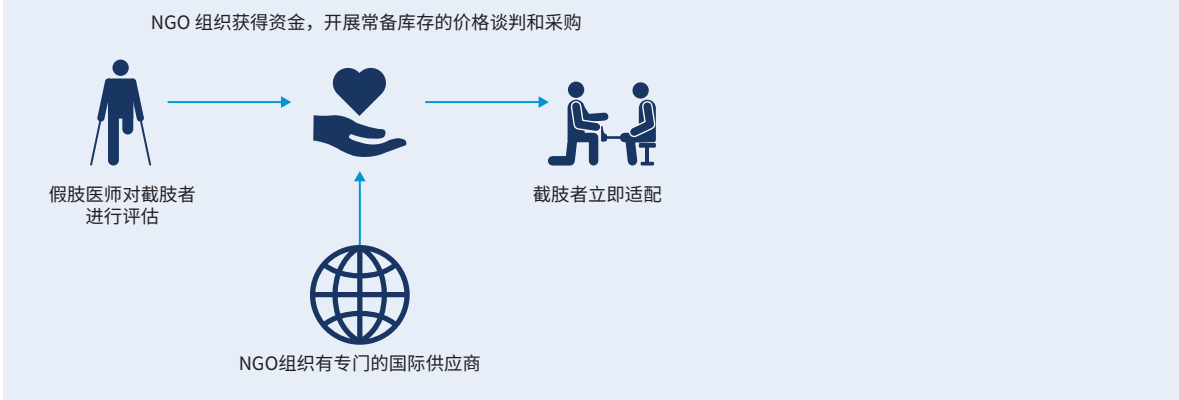 NGO 组织获得资金，开展常备库存的价格谈判和采购
假肢医师对截肢者
进行评估
截肢者立即适配
NGO组织有专门的国际供应商